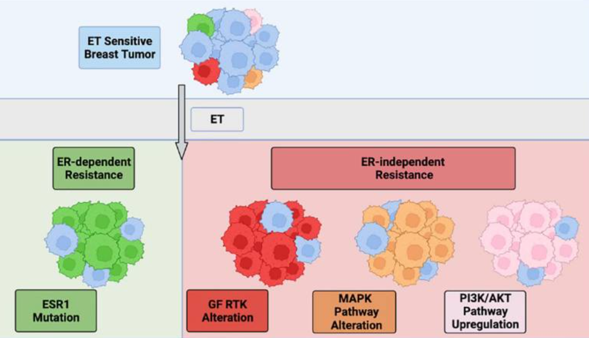 ET Sensitive
Breast Tumor
ET
ER-dependent
Resistance
ER-independent
Resistance
ESR1
Mutation
GF RTK
Alteration
MAPK
Pathway
Alteration
PI3K/AKT
Pathway
Upregulation